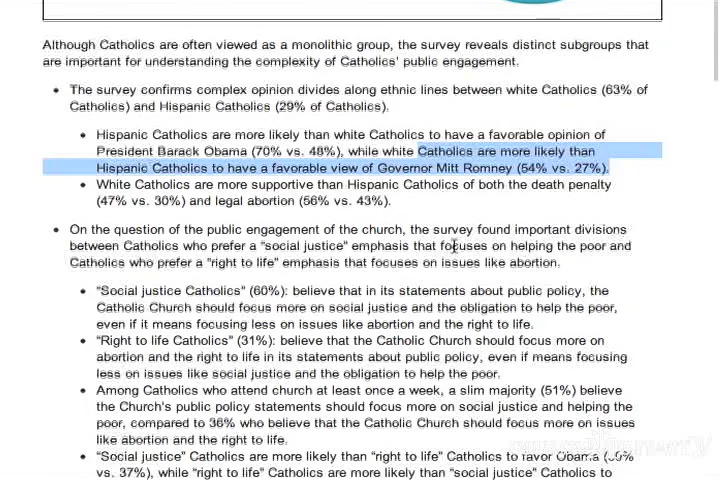 Although Catholics are often viewed as a monolithic group, the survey reveals distinct subgroups that
are important for understanding the complexity of Catholics' public engagement.
The survey confirms complex opinion divides along ethnic lines between white Catholics (63% of
Catholics) and Hispanic Catholics (29% of Catholics).
Hispanic Catholics are more likely than white Catholics to have a favorable opinion of
President Barack Obama (70% vs. 48%), while white Catholics are more likely than
Hispanic Catholics to have a favorable view of Governor Mitt Romney (54% vs. 27%).
White Catholics are more supportive than Hispanic Catholics of both the death penalty
(47% vs. 30%) and legal abortion (56% vs. 43%).
On the question of the public engagement of the church, the survey found important divisions
between Catholics who prefer a "social justice" emphasis that focuses on helping the poor and
Catholics who prefer a "right to life" emphasis that focuses on issues like abortion.
"Social justice Catholics" (60%): believe that in its statements about public policy, the
Catholic Church should focus more on social justice and the obligation to help the poor,
even if it means focusing less on issues like abortion and the right to life.
"Right to life Catholics" (31%): believe that the Catholic Church should focus more on
abortion and the right to life in its statements about public policy, even if means focusing
less on issues like social justice and the obligation to help the poor.
Among Catholics who attend church at least once a week, a slim majority (51%) believe
the Church's public policy statements should focus more on social justice and helping the
poor, compared to 36% who believe that the Catholic Church should focus more on issues
like abortion and the right to life.
"Social justice" Catholics are more likely than "right to life" Catholics to favor Obama
vs. 37%), while "right to life" Catholics are more likely than "social justice" Catholics to